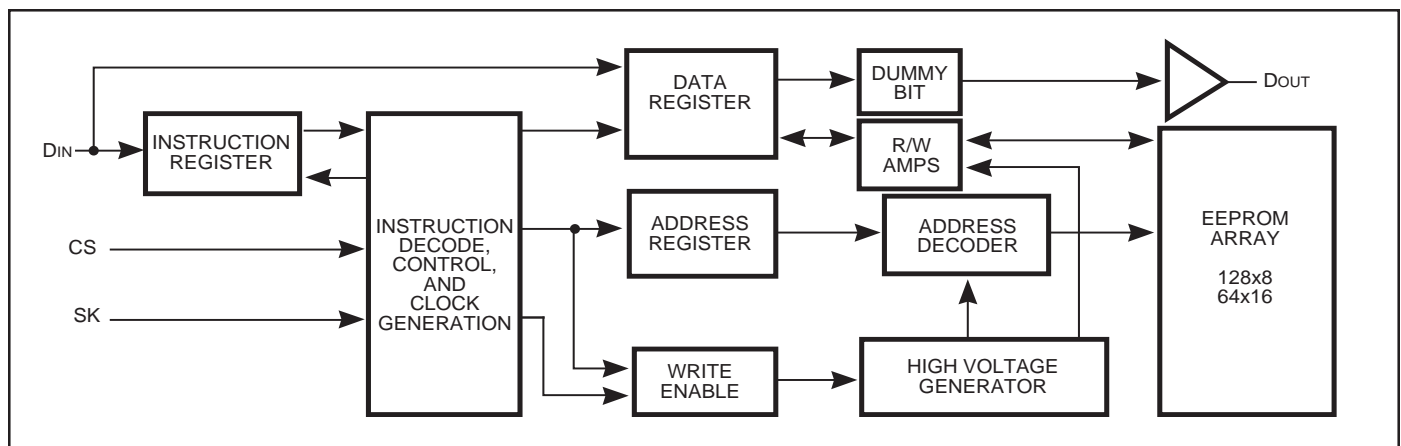 DATA
REGISTER
DUMMY
BIT
DOUT
DIN
INSTRUCTION
REGISTER
R/W
AMPS
CS
SK
INSTRUCTION
DECODE,
CONTROL,
AND
CLOCK
GENERATION
ADDRESS
REGISTER
ADDRESS
DECODER
EEPROM
ARRAY
128x8
64x16
WRITE
ENABLE
HIGH VOLTAGE
GENERATOR